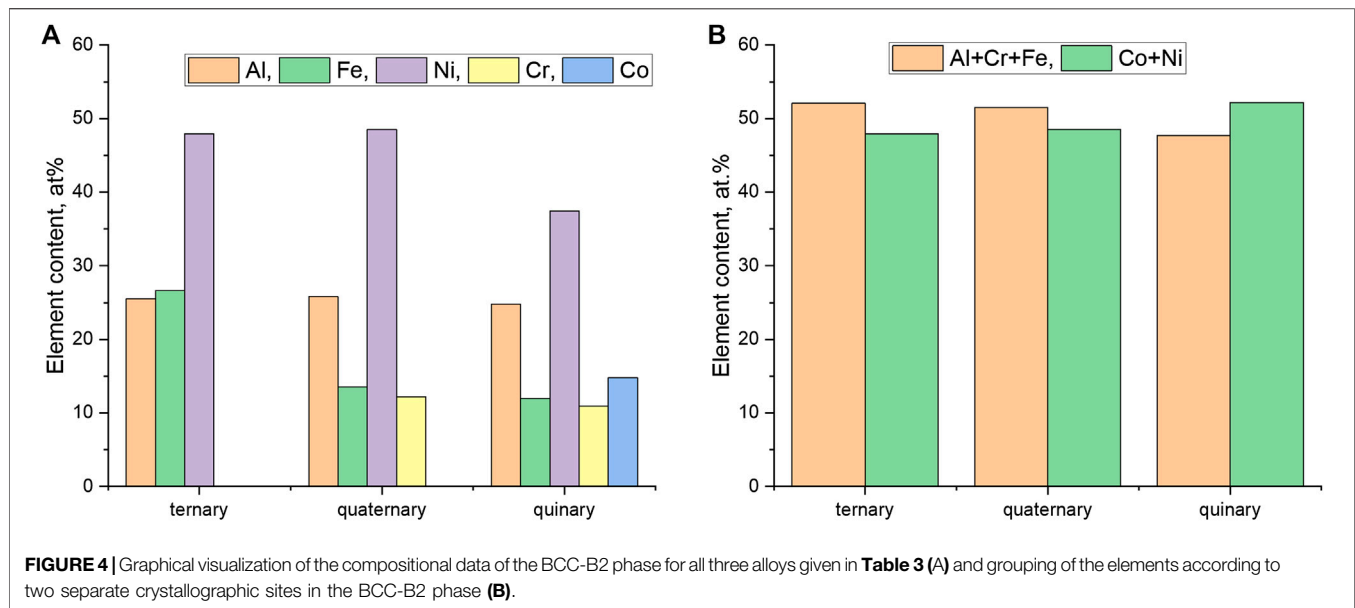 A
60
50
40
30
20
10
0
Element content, at%
Al, Fe, Ni, Cr, Co
ternary quaternary quinary
B
60
50
40
30
20
10
0
Element content, at.%
Al+Cr+Fe, Co+Ni
ternary quaternary quinary
FIGURE 4 | Graphical visualization of the compositional data of the BCC-B2 phase for all three alloys given in Table 3 (A) and grouping of the elements according to
two separate crystallographic sites in the BCC-B2 phase (B).